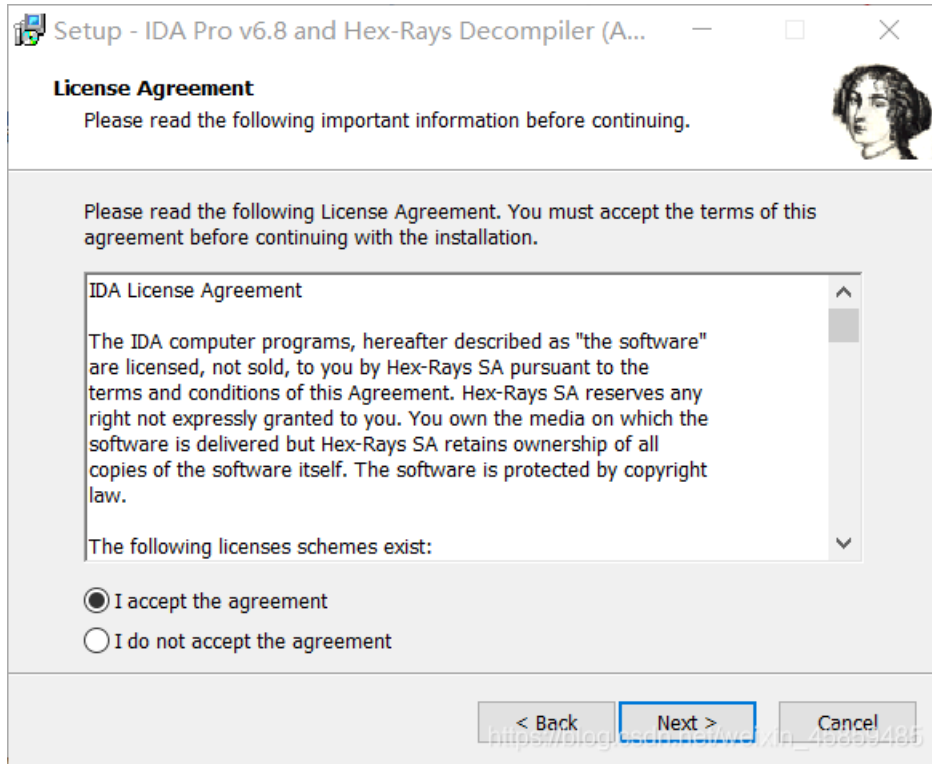 Setup - IDA Pro v6.8 and Hex-Rays Decompiler (A...
License Agreement
Please read the following important information before continuing.
Please read the following License Agreement. You must accept the terms of this
agreement before continuing with the installation.
IDA License Agreement
The IDA computer programs, hereafter described as "the software"
are licensed, not sold, to you by Hex-Rays SA pursuant to the
terms and conditions of this Agreement. Hex-Rays SA reserves any
right not expressly granted to you. You own the media on which the
software is delivered but Hex-Rays SA retains ownership of all
copies of the software itself. The software is protected by copyright
law.
The following licenses schemes exist:
I accept the agreement
I do not accept the agreement
< Back Next > Cancel
https://blog.csdn.net/weixin_45859485